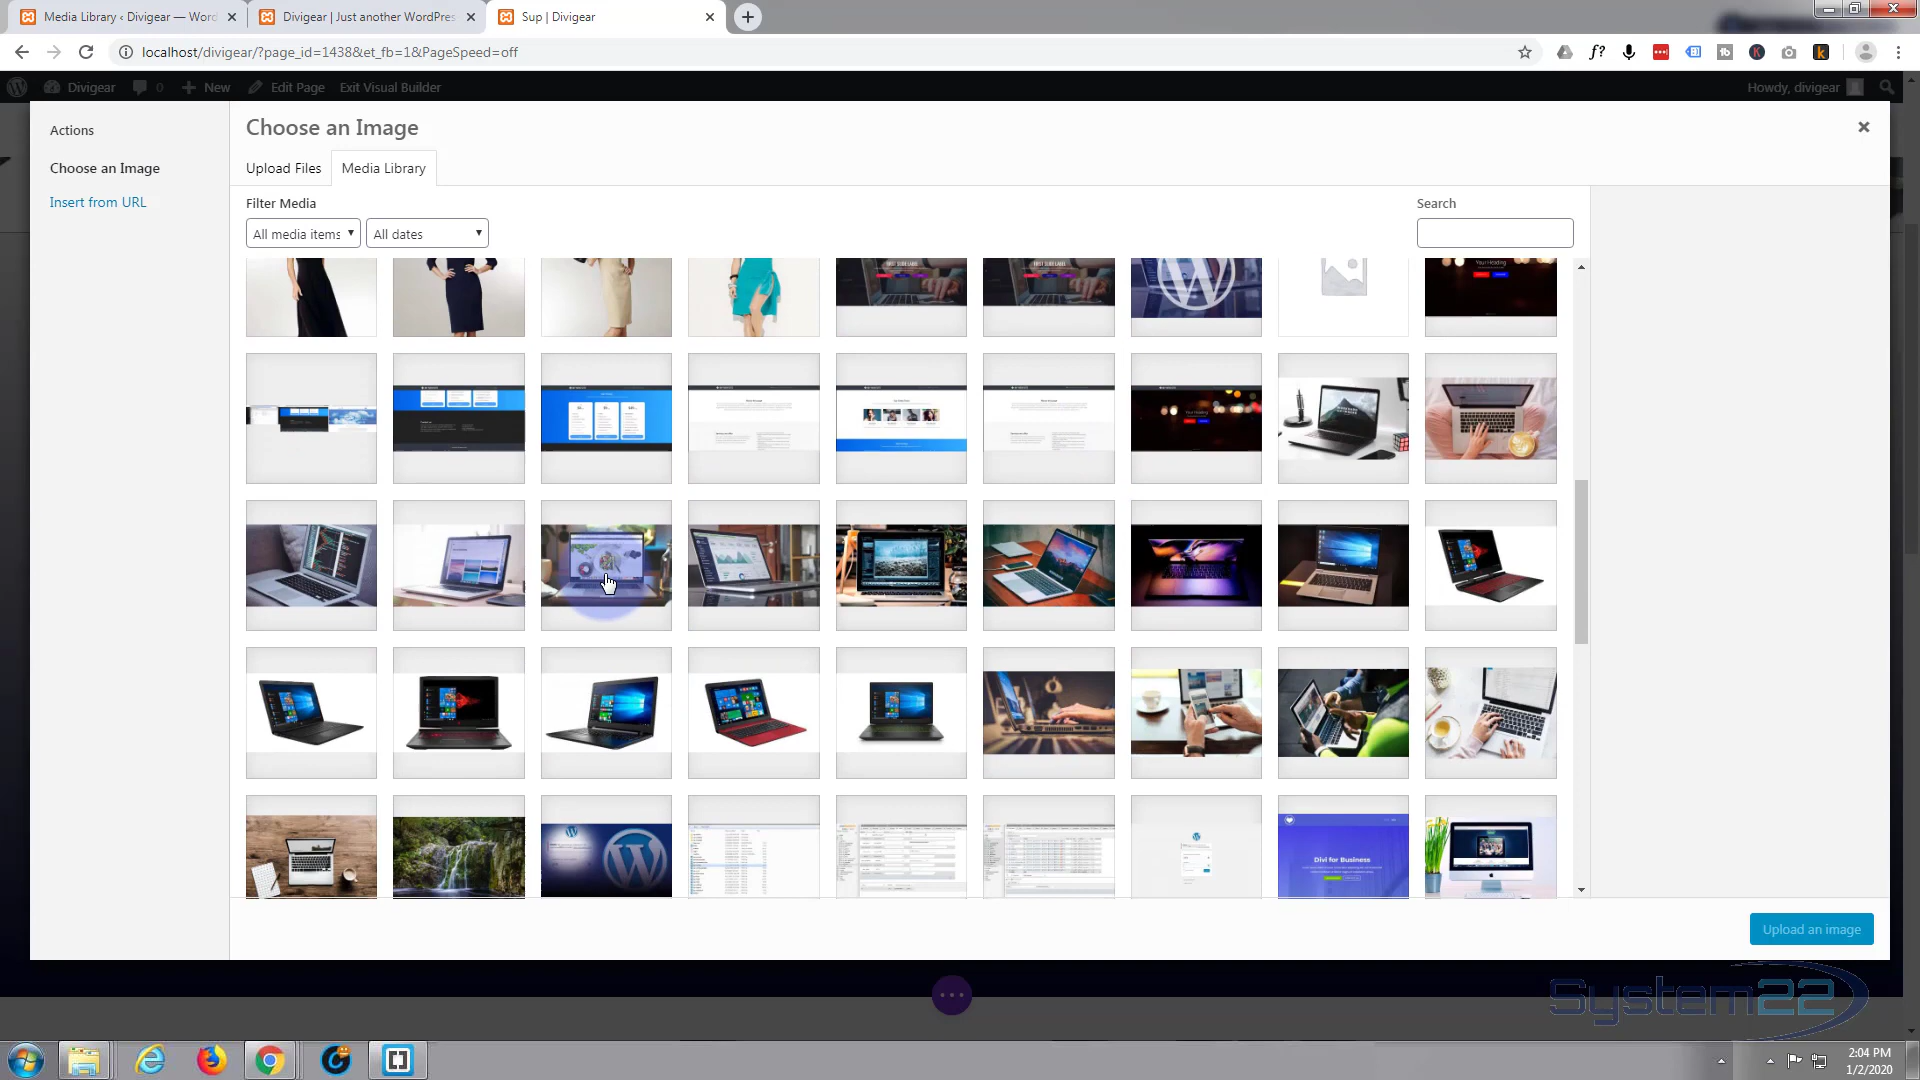 Media Library ‹ Divigear — Word
Divigear | Just another WordPres
Sup | Divigear
localhost/divigear/?page_id=1438&et_fb=1&PageSpeed=off
Divigear
0
New
Edit Page
Exit Visual Builder
Howdy, divigear
Actions
Choose an Image
Insert from URL
Choose an Image
Upload Files
Media Library
Filter Media
All media items
All dates
Search
Your Heading
Divi for Business
Upload an image
System22
2:04 PM
1/2/2020